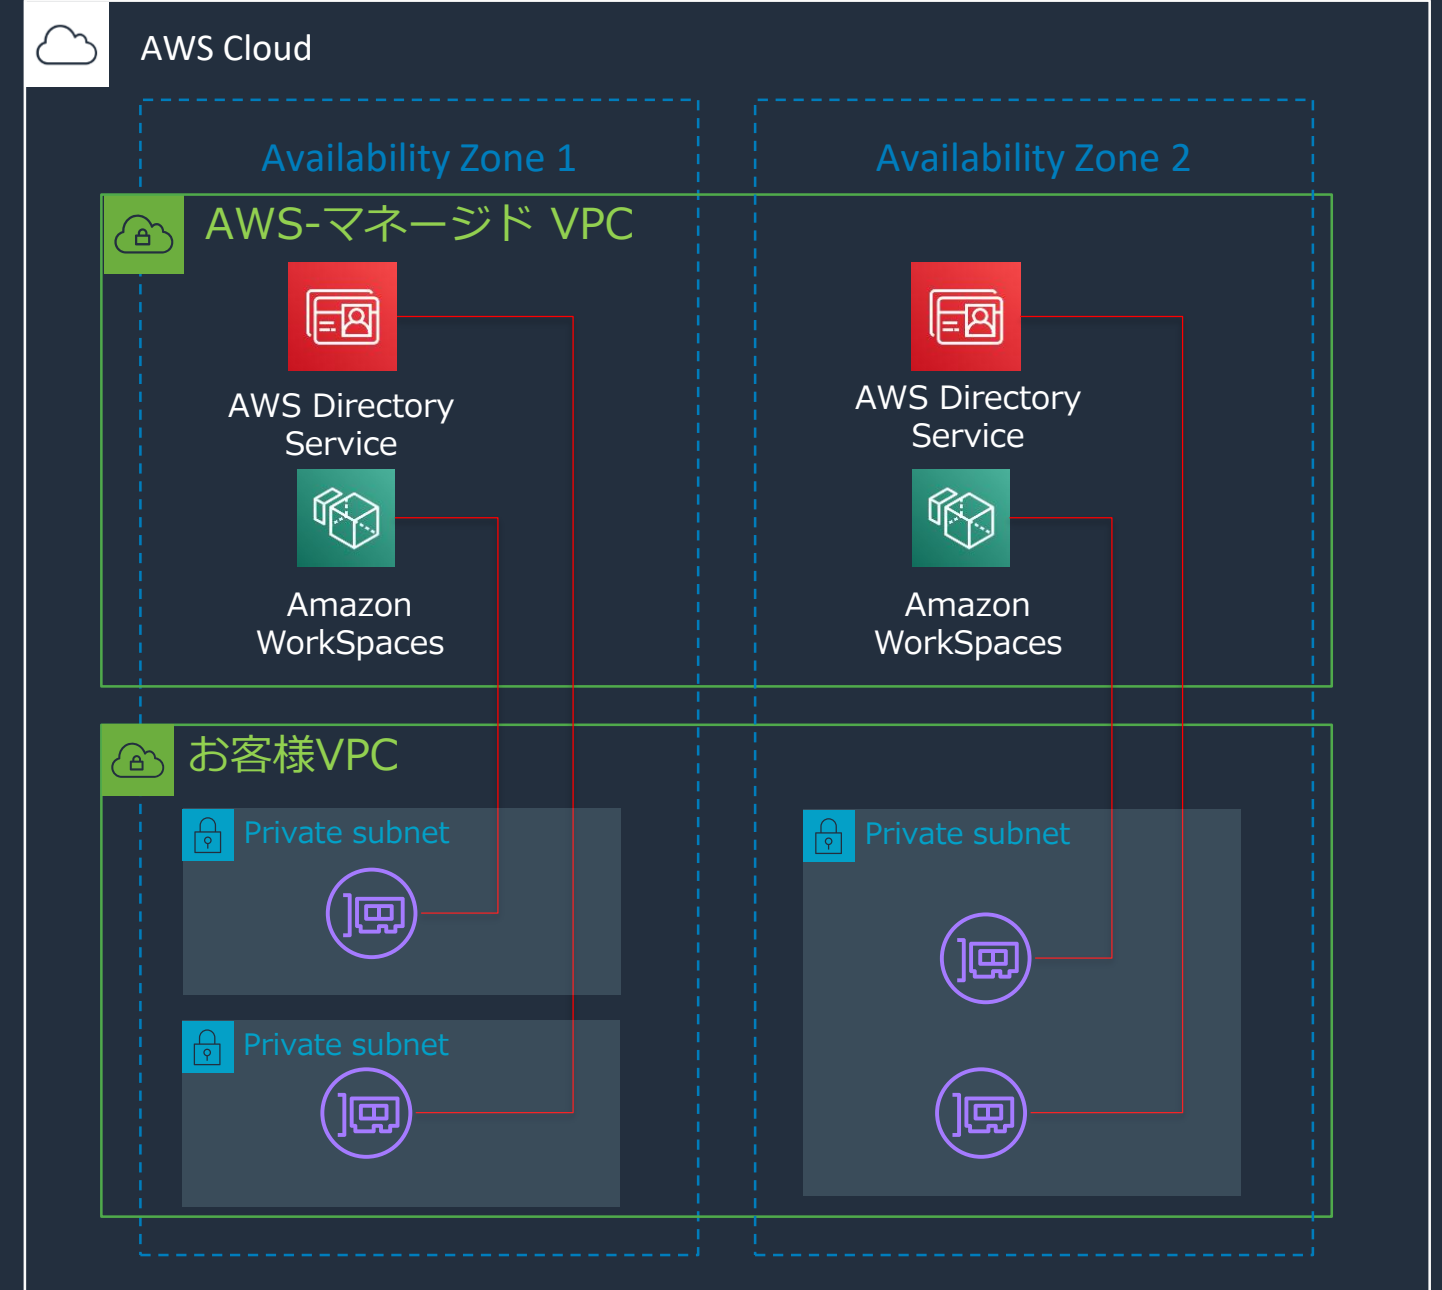 AWS Cloud
Availability Zone 1
Availability Zone 2
AWS-マネージド VPC
AWS Directory
Service
AWS Directory
Service
Amazon
WorkSpaces
Amazon
WorkSpaces
お客様VPC
Private subnet
Private subnet
Private subnet